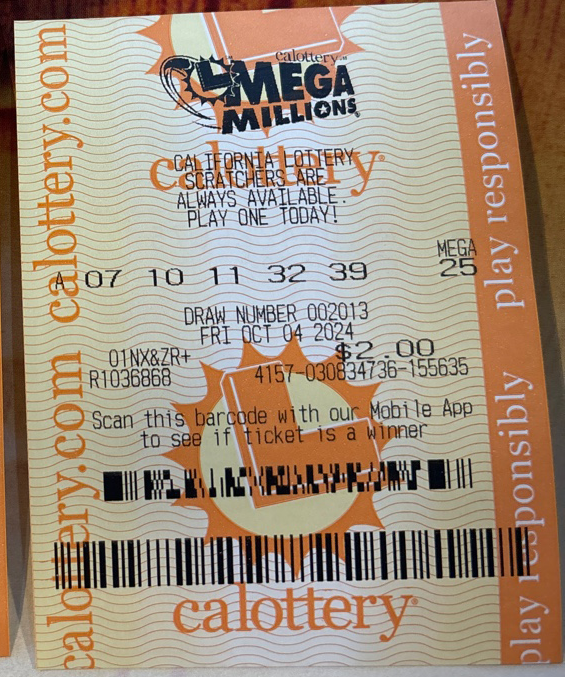 calottery
MEGA
MILLIONS
calottery
CALIFORNIA LOTTERY
SCRATCHERS ARE
ALWAYS AVAILABLE.
PLAY ONE TODAY!
MEGA
A 07 10 11 32 39 25
DRAW NUMBER 002013
FRI OCT 04 2024
$2.00
01NX&ZR+
R1036868 4157-030834736-155635
Scan this barcode with our Mobile App
to see if ticket is a winner
calottery
calottery.com calottery.com
play responsibly play responsibly